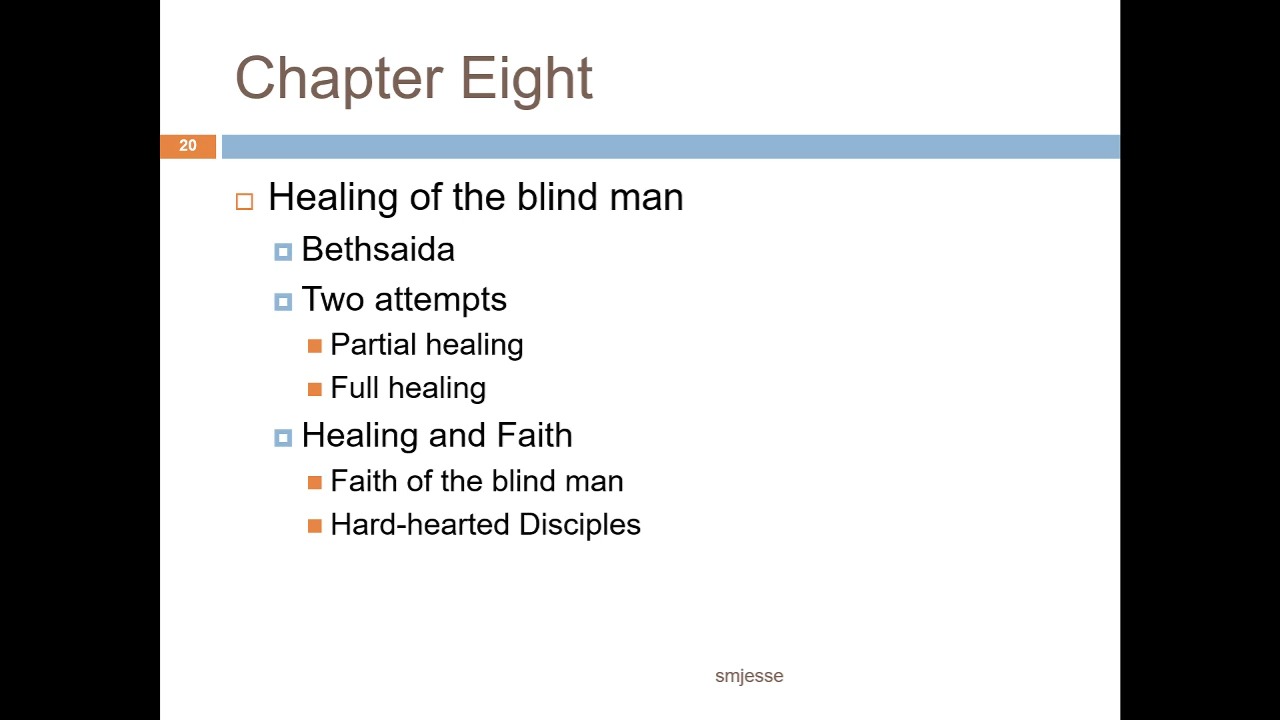 Chapter Eight
20
Healing of the blind man
Bethsaida
Two attempts
Partial healing
Full healing
Healing and Faith
Faith of the blind man
Hard-hearted Disciples
smjesse